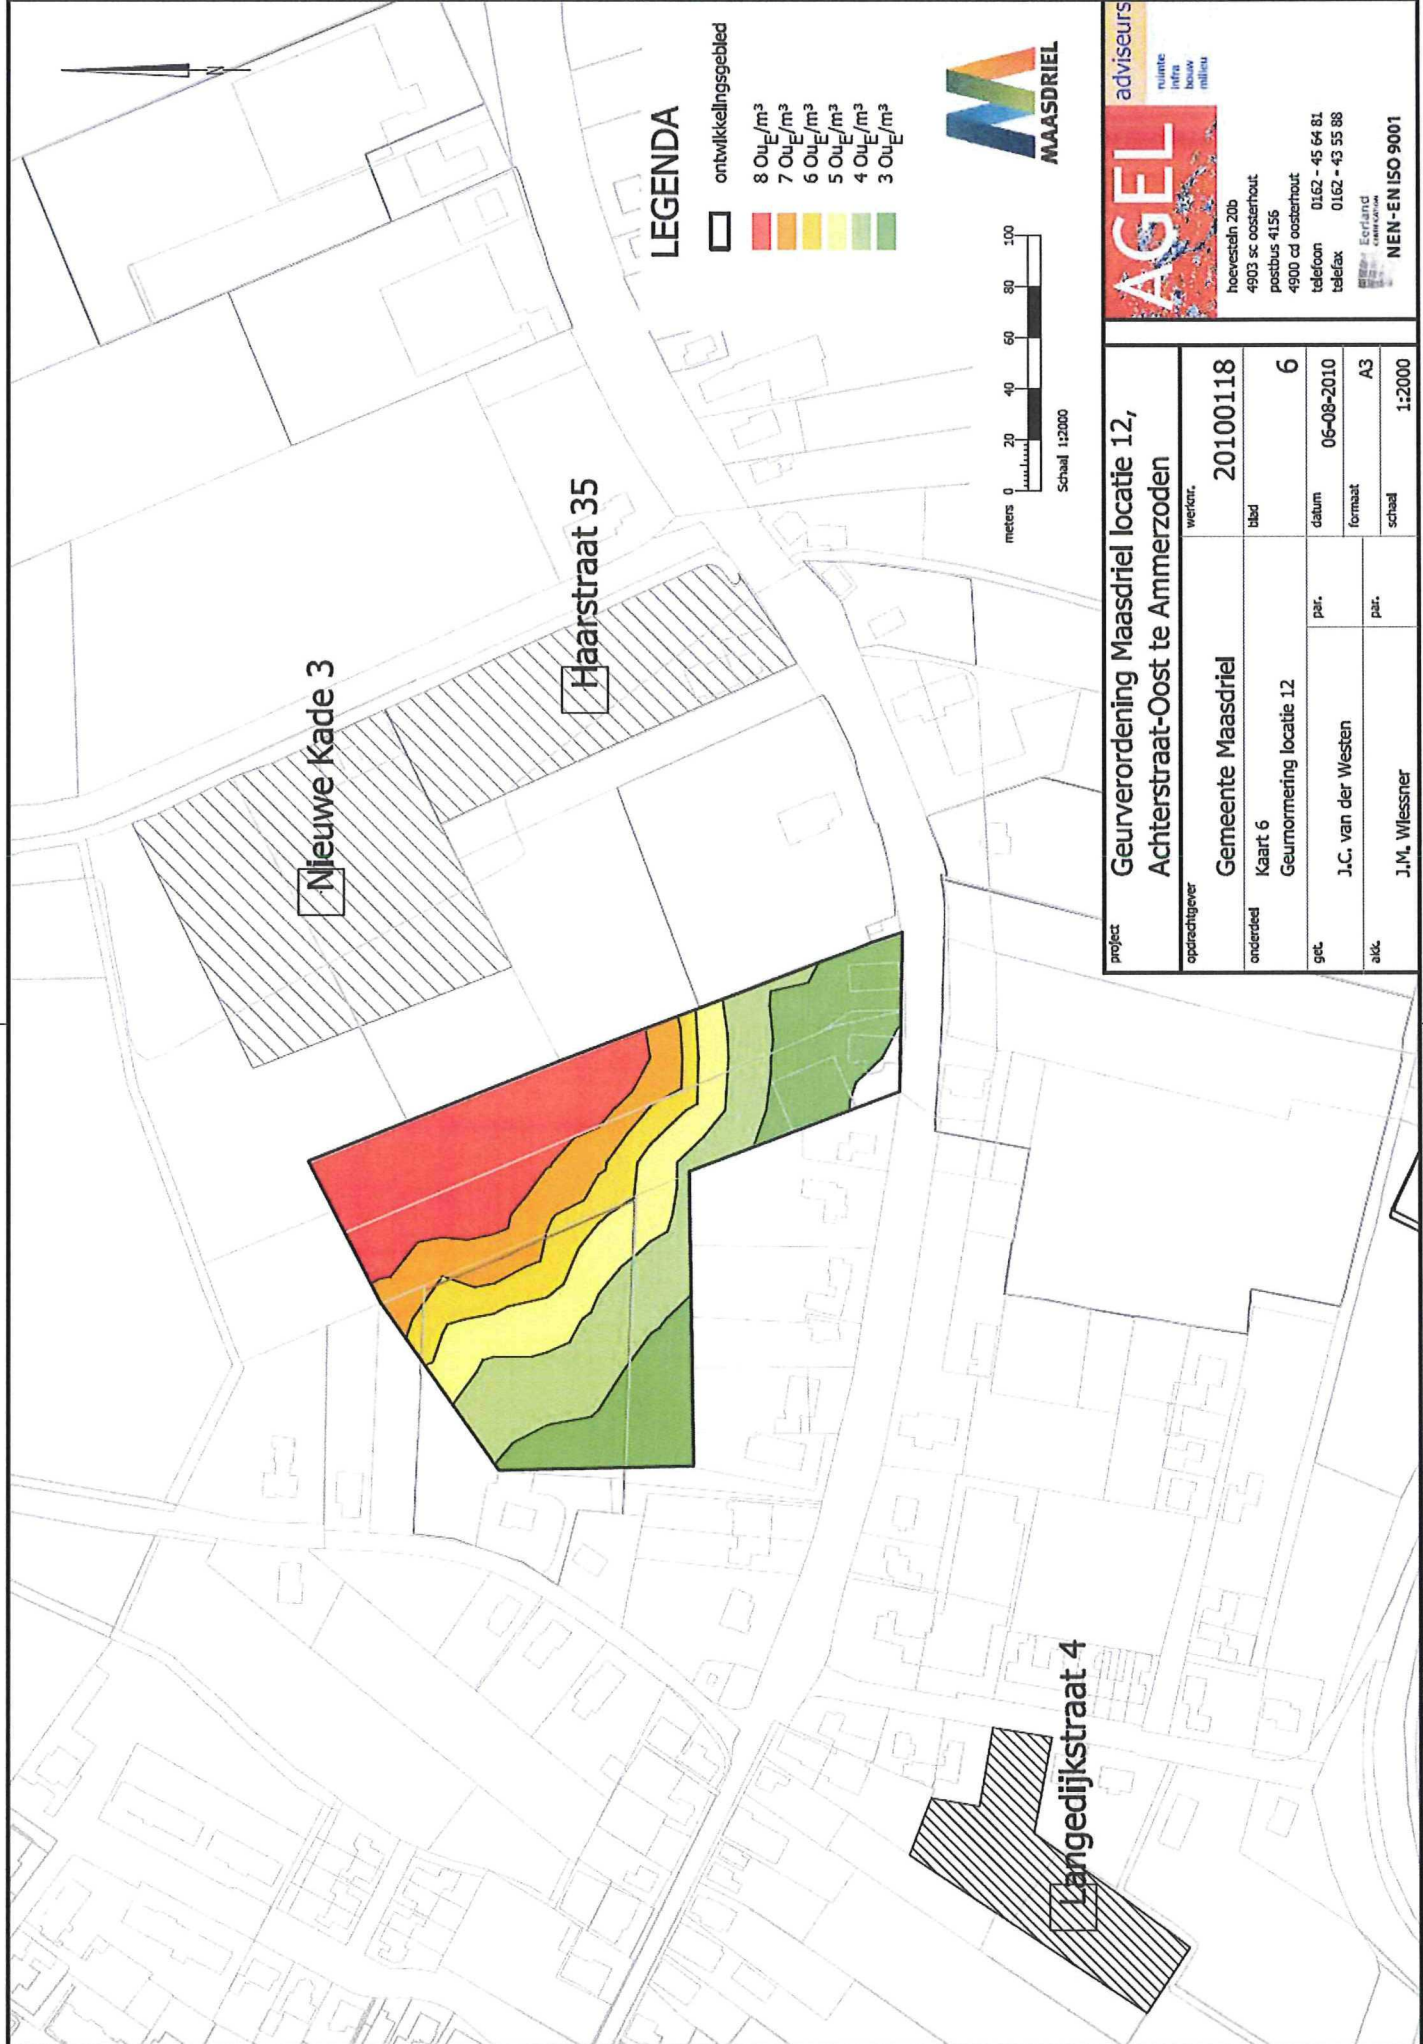 Nieuwe Kade 3
Haarstraat 35
Langedijkstraat 4
N
LEGENDA
ontwikkelingsgebied
8 OuE/m³
7 OuE/m³
6 OuE/m³
5 OuE/m³
4 OuE/m³
3 OuE/m³
meters 0 20 40 60 80 100
Schaal 1:2000
MAASDRIEL
project
Geurverordening Maasdriel locatie 12,
Achterstraat-Oost te Ammerzoden
opdrachtgever
Gemeente Maasdriel
werknr.
20100118
onderdeel
Kaart 6
Geurnormering locatie 12
blad
6
get.
J.C. van der Westen
par.
datum
06-08-2010
formaat
A3
akk.
J.M. Wiessner
par.
schaal
1:2000
AGEL
adviseurs
ruimte
infra
bouw
milieu
hoevestein 20b
4903 sc oosterhout
postbus 4156
4900 cd oosterhout
telefoon 0162 - 45 64 81
telefax 0162 - 43 55 88
Eerland
CERTIFICATION
NEN-EN ISO 9001